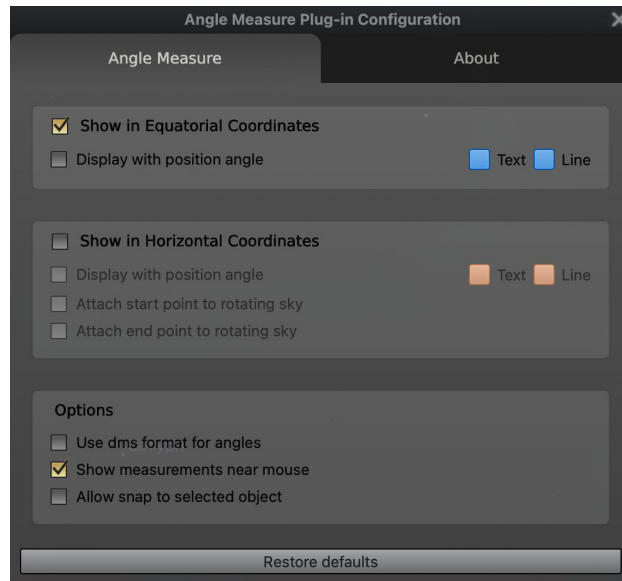 Angle Measure Plug-in Configuration
Angle Measure About
Show in Equatorial Coordinates
Display with position angle Text Line
Show in Horizontal Coordinates
Display with position angle Text Line
Attach start point to rotating sky
Attach end point to rotating sky
Options
Use dms format for angles
Show measurements near mouse
Allow snap to selected object
Restore defaults